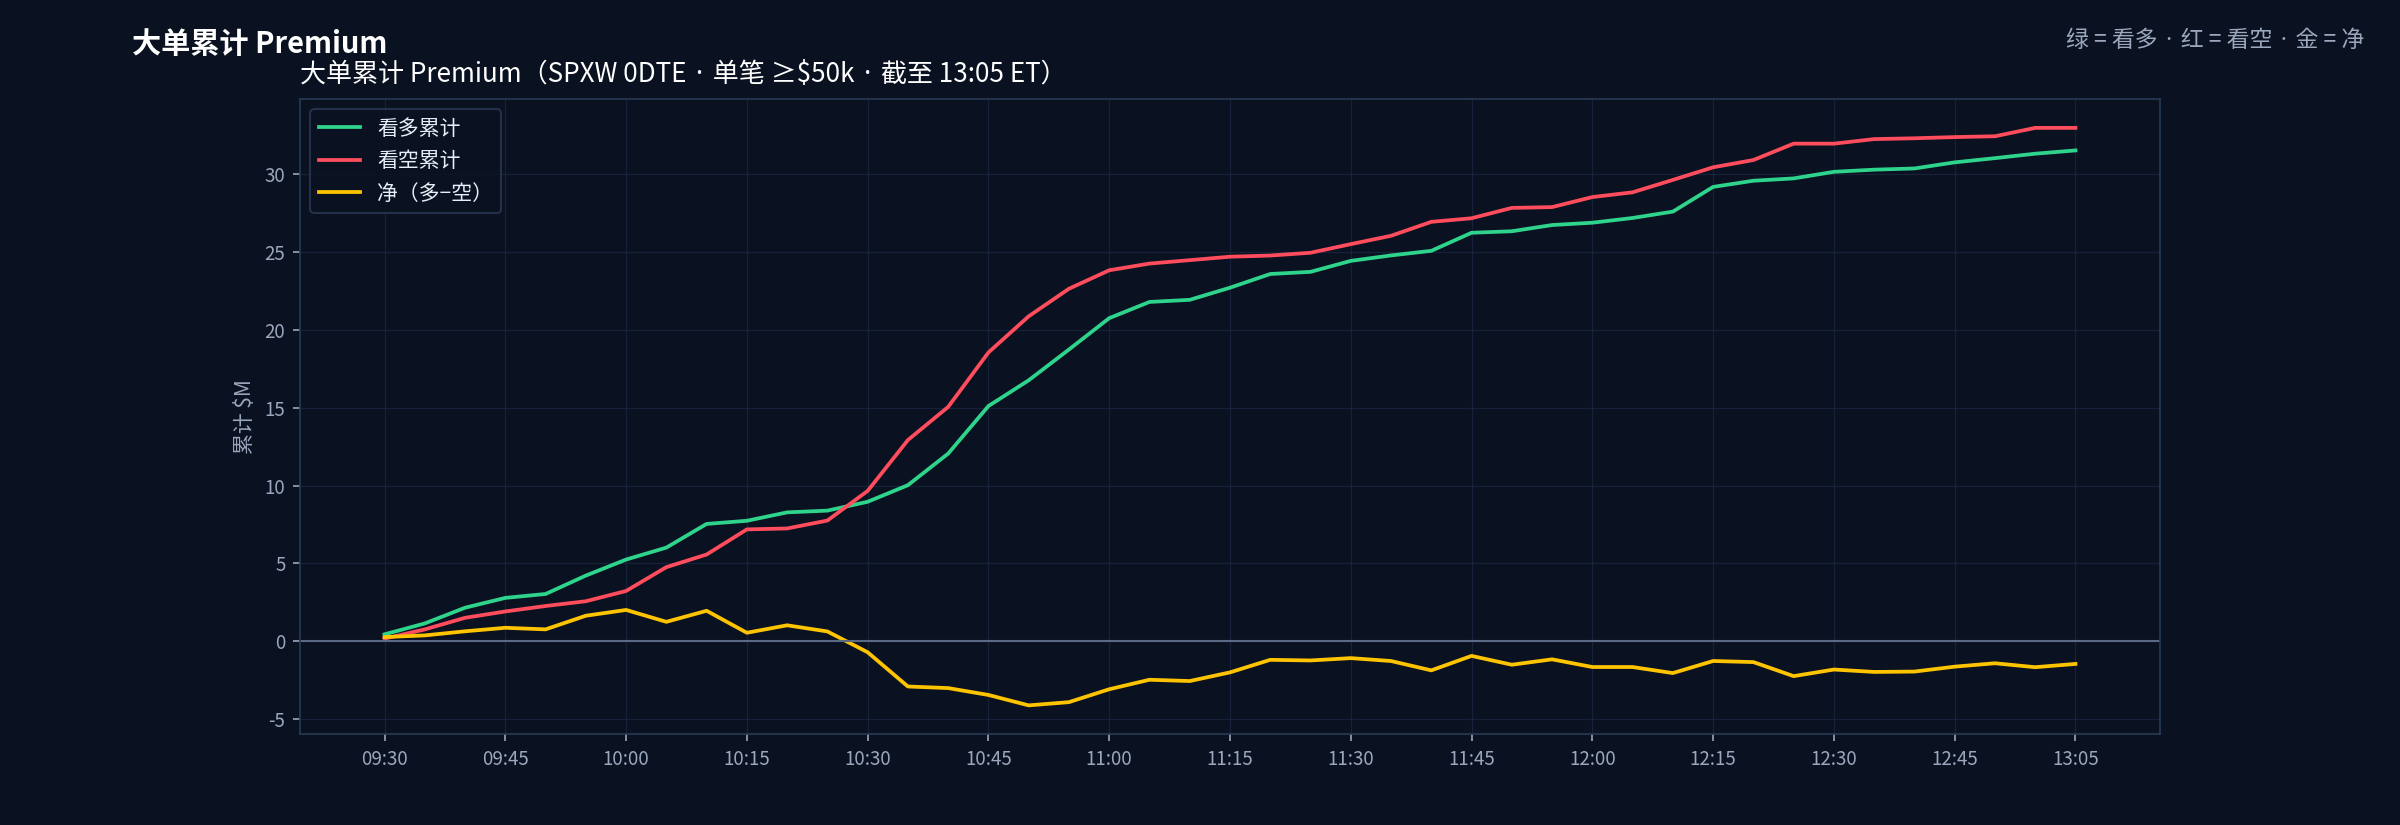 大单累计 Premium
绿 = 看多 · 红 = 看空 · 金 = 净
大单累计 Premium（SPXW 0DTE · 单笔 ≥$50k · 截至 13:05 ET）
看多累计
看空累计
净（多−空）
累计 $M
30
25
20
15
10
5
0
-5
09:30 09:45 10:00 10:15 10:30 10:45 11:00 11:15 11:30 11:45 12:00 12:15 12:30 12:45 13:05